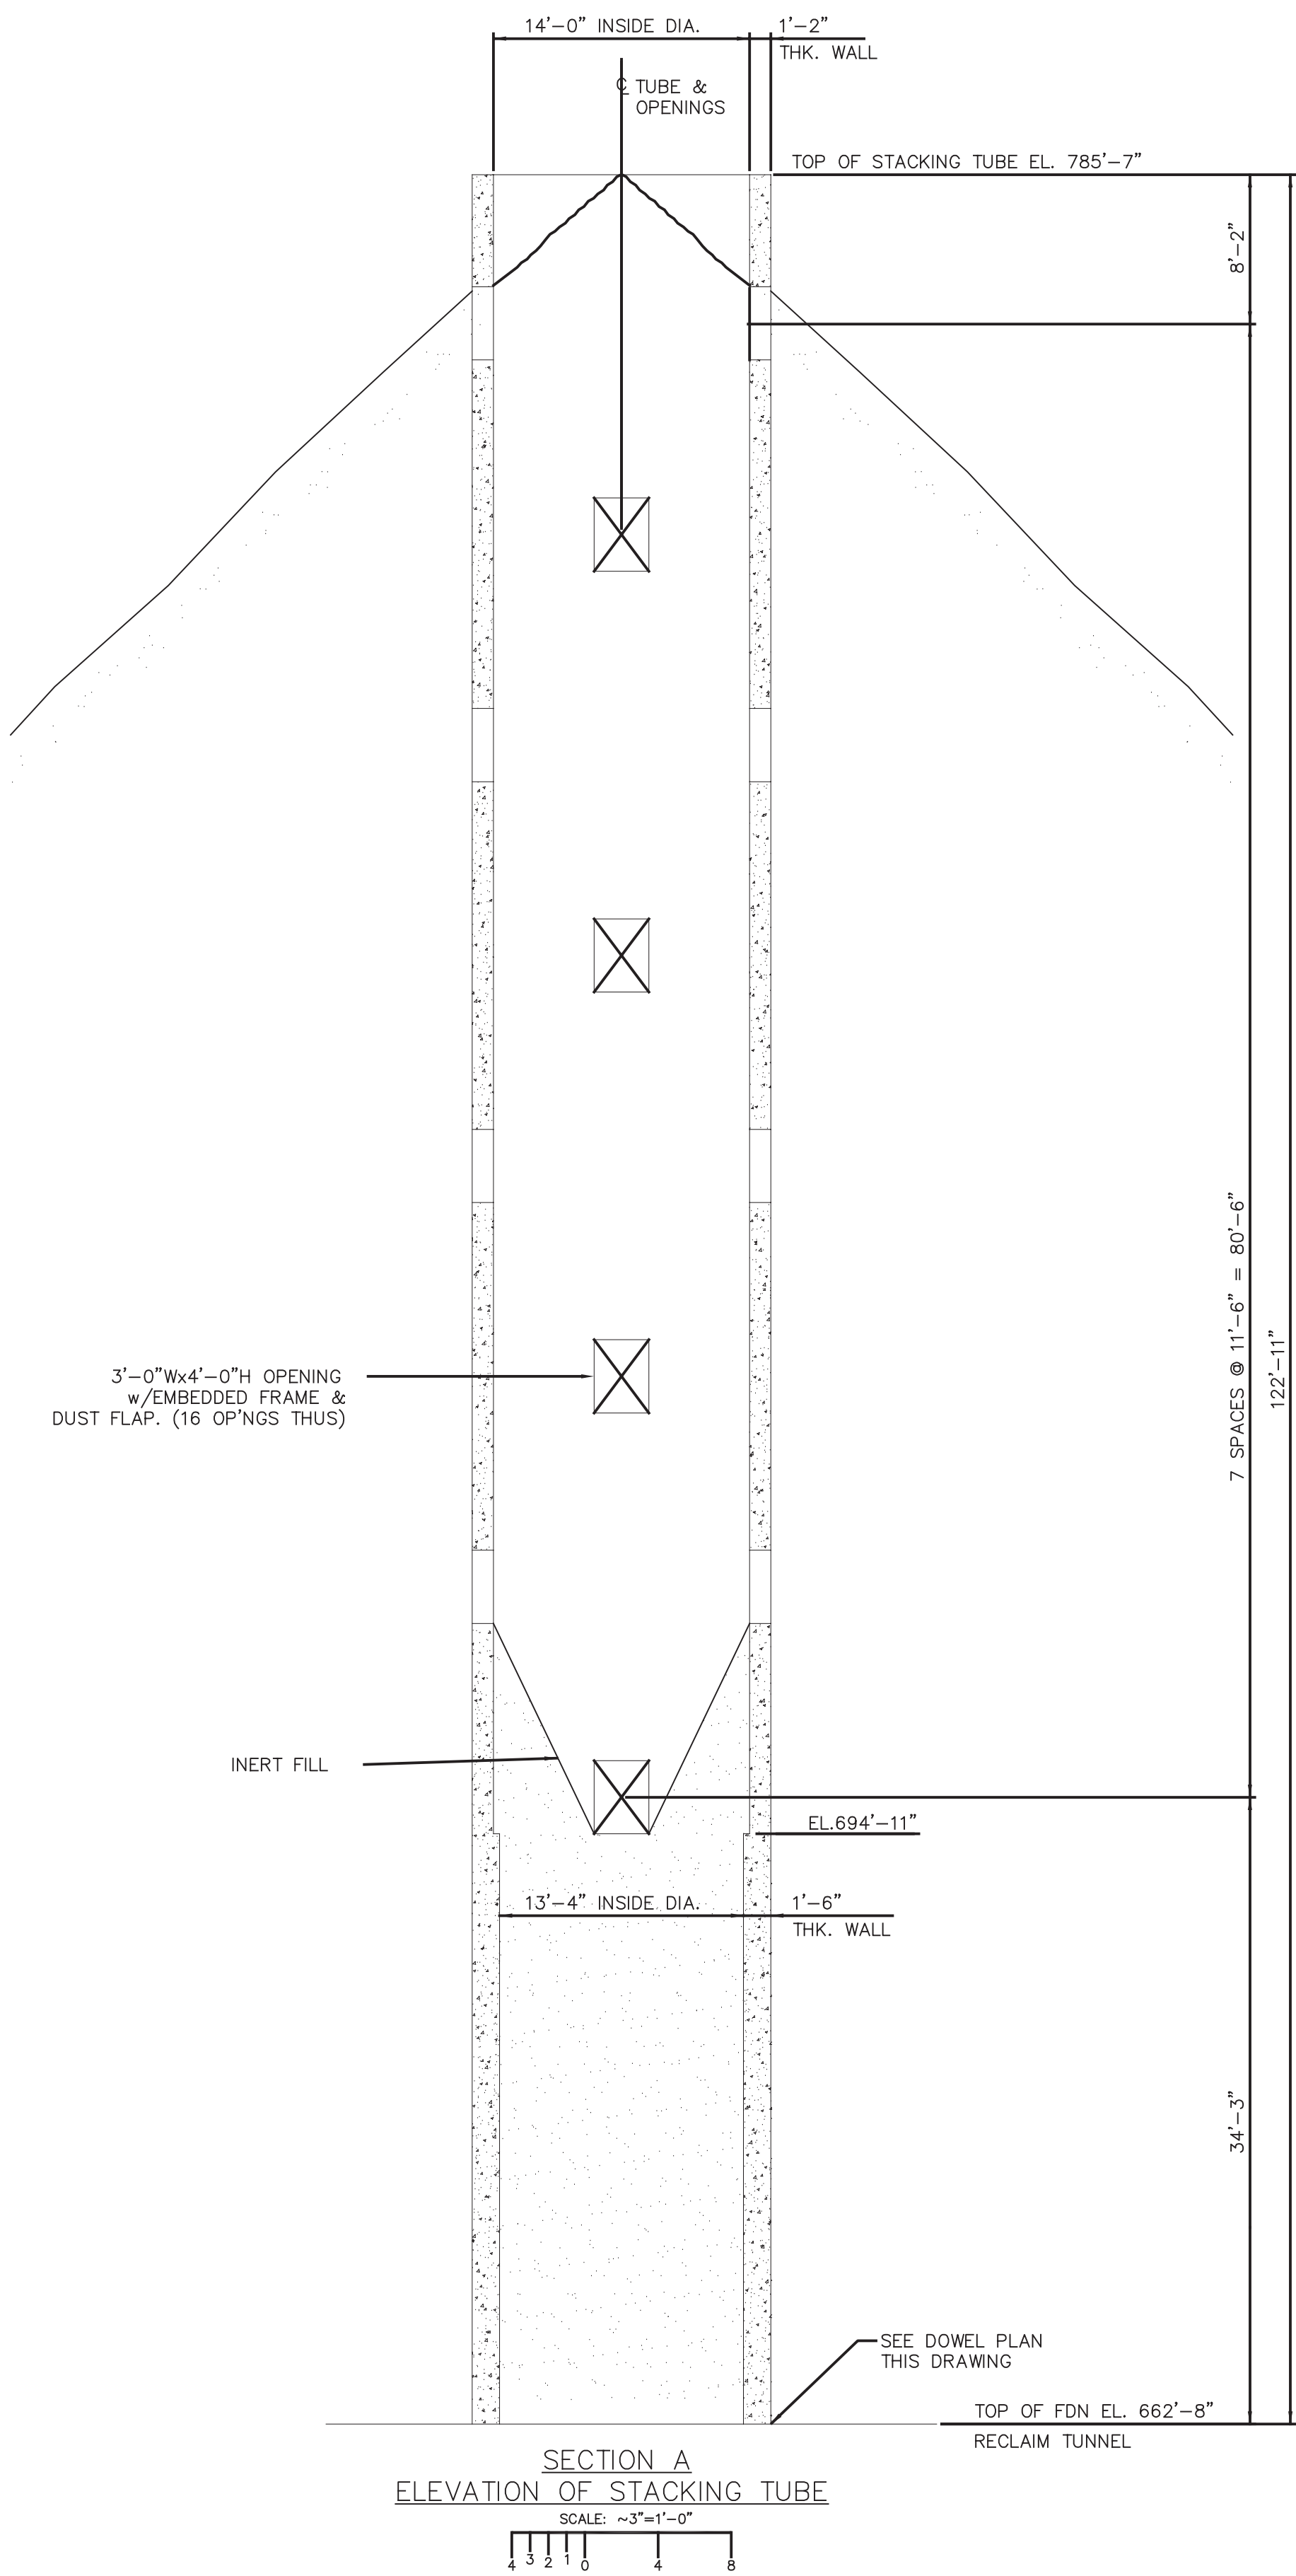 14'-0" INSIDE DIA.
1'-2"
THK. WALL
℄ TUBE &
OPENINGS
TOP OF STACKING TUBE EL. 785'-7"
8'-2"
7 SPACES @ 11'-6" = 80'-6"
122'-11"
3'-0"Wx4'-0"H OPENING
w/EMBEDDED FRAME &
DUST FLAP. (16 OP'NGS THUS)
INERT FILL
EL.694'-11"
13'-4" INSIDE DIA.
1'-6"
THK. WALL
34'-3"
SEE DOWEL PLAN
THIS DRAWING
TOP OF FDN EL. 662'-8"
RECLAIM TUNNEL
SECTION A
ELEVATION OF STACKING TUBE
SCALE: ~3"=1'-0"
4 3 2 1 0 4 8